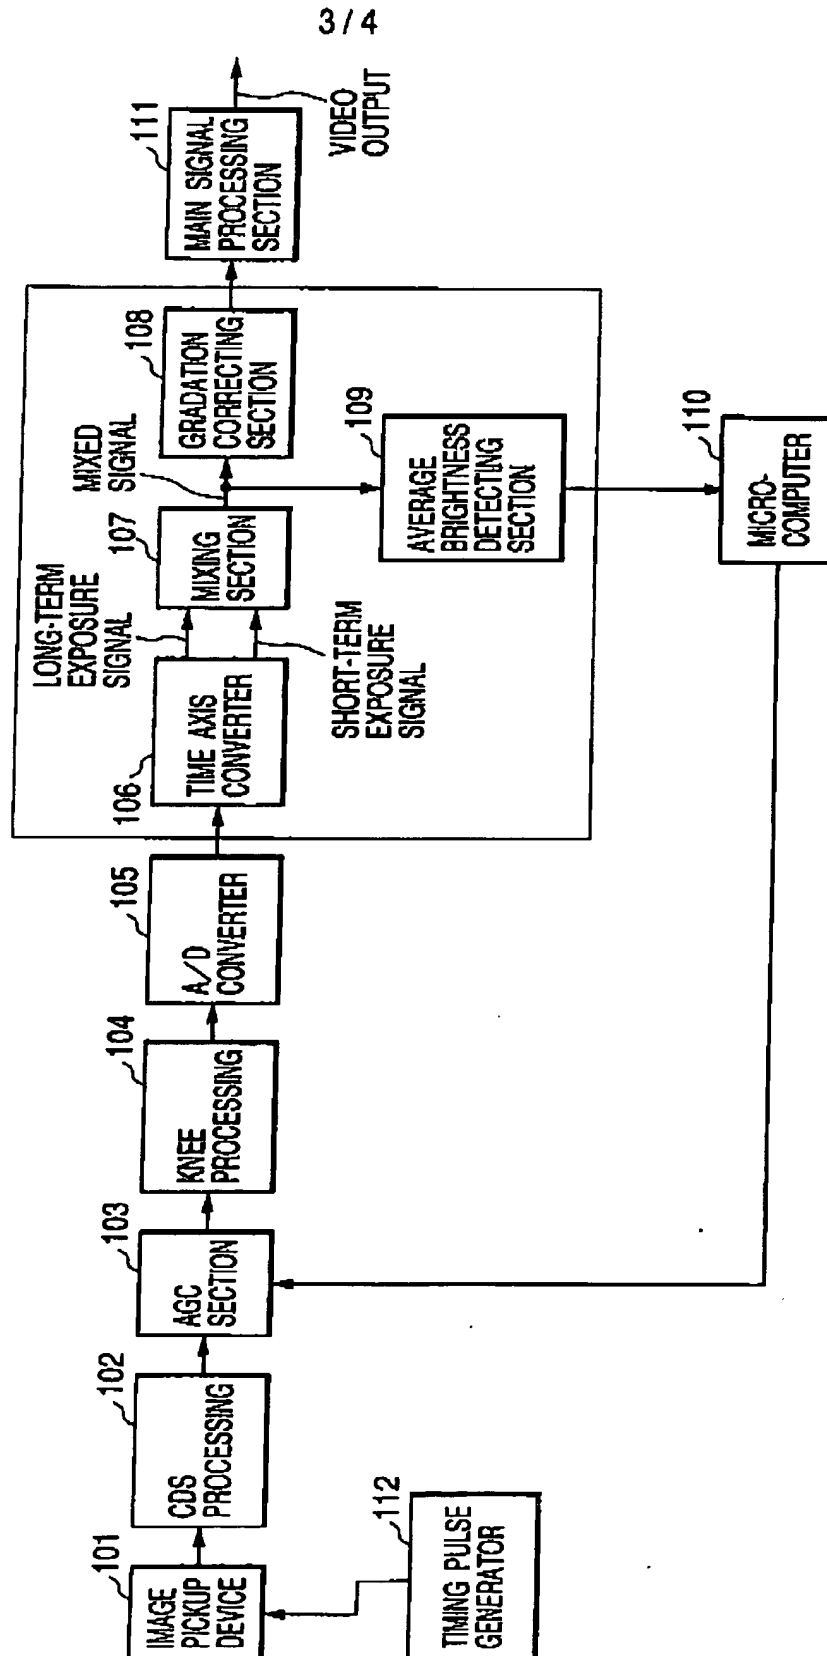 3 / 4
101
IMAGE
PICKUP
DEVICE
102
CDS
PROCESSING
103
AGC
SECTION
104
KNEE
PROCESSING
105
A/D
CONVERTER
106
TIME AXIS
CONVERTER
LONG-TERM
EXPOSURE
SIGNAL
SHORT-TERM
EXPOSURE
SIGNAL
107
MIXING
SECTION
MIXED
SIGNAL
108
GRADATION
CORRECTING
SECTION
111
MAIN SIGNAL
PROCESSING
SECTION
VIDEO
OUTPUT
109
AVERAGE
BRIGHTNESS
DETECTING
SECTION
110
MICRO-
COMPUTER
112
TIMING PULSE
GENERATOR